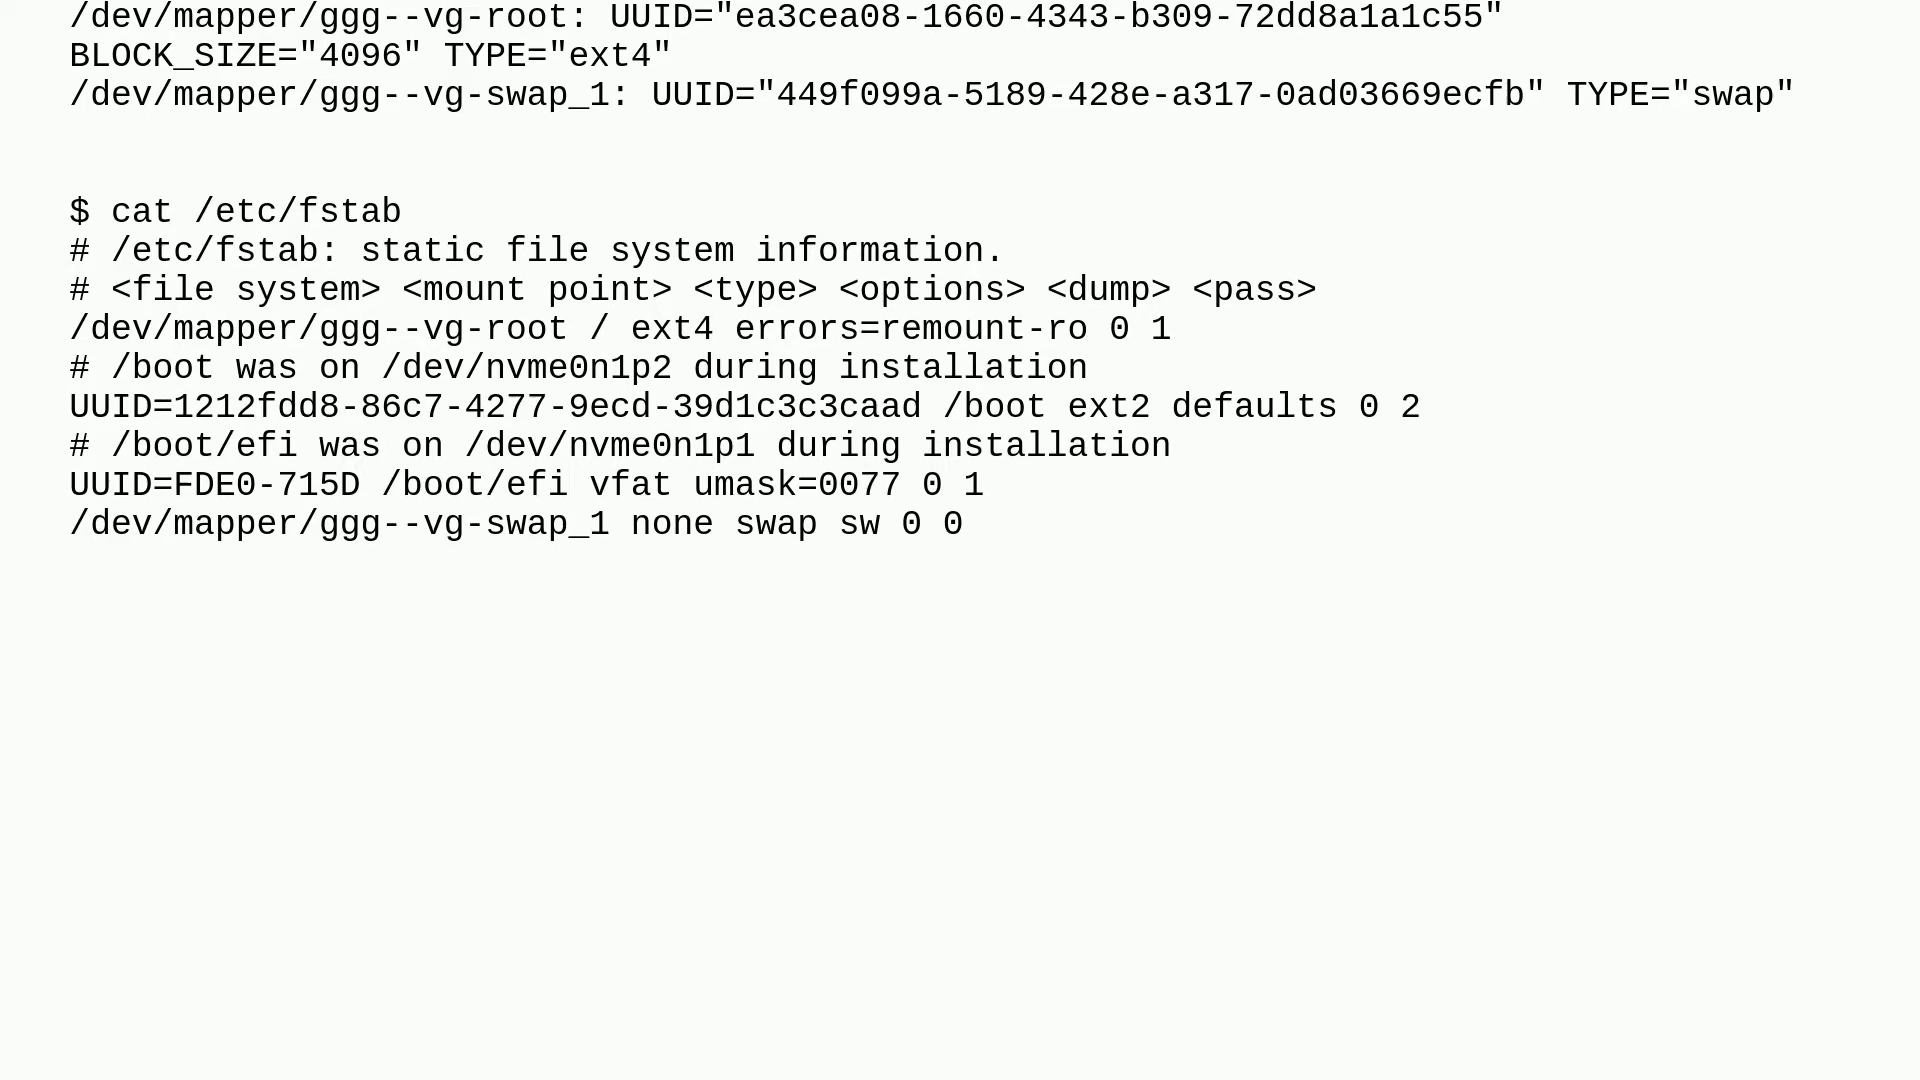 /dev/mapper/ggg--vg-root: UUID="ea3cea08-1660-4343-b309-72dd8a1a1c55"
BLOCK_SIZE="4096" TYPE="ext4"
/dev/mapper/ggg--vg-swap_1: UUID="449f099a-5189-428e-a317-0ad03669ecfb" TYPE="swap"
$ cat /etc/fstab
# /etc/fstab: static file system information.
# <file system> <mount point> <type> <options> <dump> <pass>
/dev/mapper/ggg--vg-root / ext4 errors=remount-ro 0 1
# /boot was on /dev/nvme0n1p2 during installation
UUID=1212fdd8-86c7-4277-9ecd-39d1c3c3caad /boot ext2 defaults 0 2
# /boot/efi was on /dev/nvme0n1p1 during installation
UUID=FDE0-715D /boot/efi vfat umask=0077 0 1
/dev/mapper/ggg--vg-swap_1 none swap sw 0 0